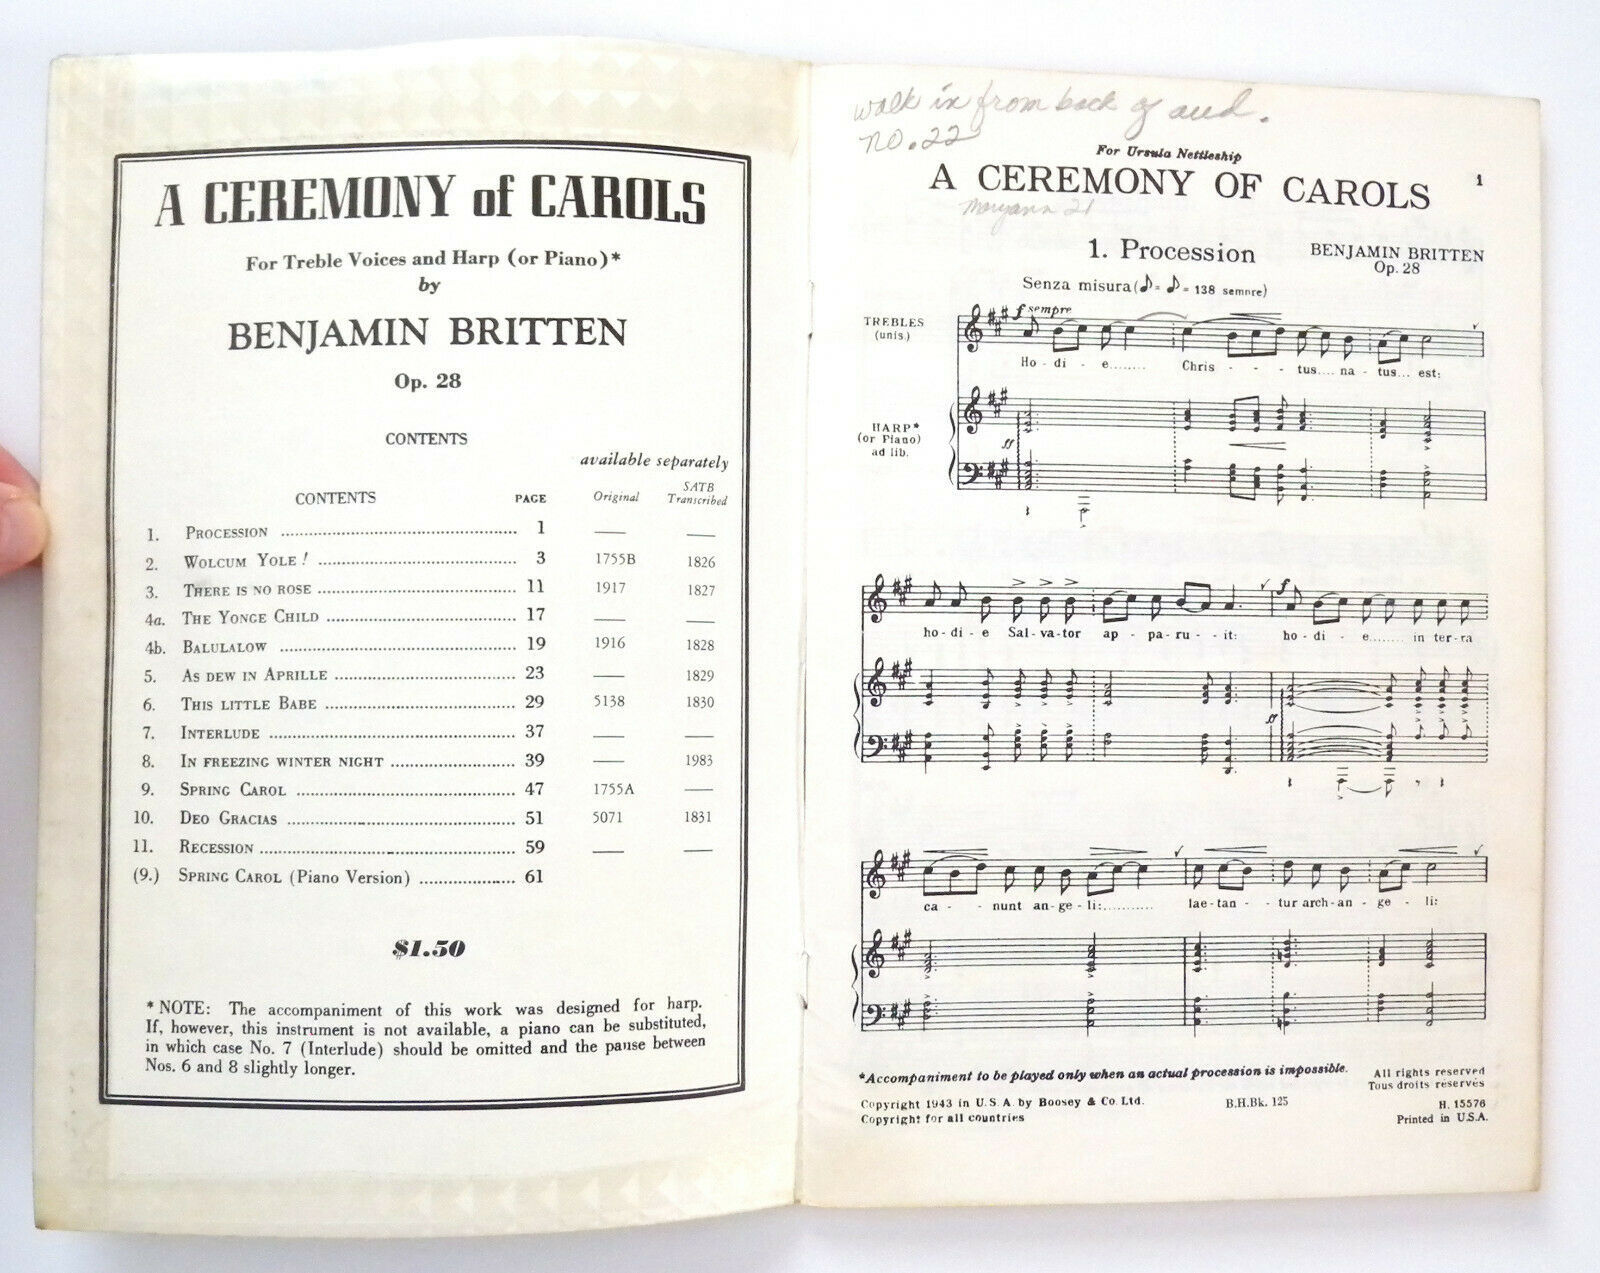 A CEREMONY of CAROLS
For Treble Voices and Harp (or Piano)*
by
BENJAMIN BRITTEN
Op. 28
CONTENTS
available separately
CONTENTS PAGE Original SATB Transcribed
1. PROCESSION ........ 1 — —
2. WOLCUM YOLE! ........ 3 1755B 1826
3. THERE IS NO ROSE ........ 11 1917 1827
4a. THE YONGE CHILD ........ 17 — —
4b. BALULALOW ........ 19 1916 1828
5. AS DEW IN APRILLE ........ 23 — 1829
6. THIS LITTLE BABE ........ 29 5138 1830
7. INTERLUDE ........ 37 — —
8. IN FREEZING WINTER NIGHT ........ 39 — 1983
9. SPRING CAROL ........ 47 1755A —
10. DEO GRACIAS ........ 51 5071 1831
11. RECESSION ........ 59 — —
(9.) SPRING CAROL (Piano Version) ........ 61
$1.50
*NOTE: The accompaniment of this work was designed for harp.
If, however, this instrument is not available, a piano can be substituted,
in which case No. 7 (Interlude) should be omitted and the pause between
Nos. 6 and 8 slightly longer.
walk in from back of aud.
no. 22
For Ursula Nettleship
A CEREMONY OF CAROLS 1
Maryann 21
1. Procession
BENJAMIN BRITTEN
Op. 28
Senza misura (♪=♪= 138 sempre)
f sempre
TREBLES
(unis.)
Ho - di - e........ Chris - - - tus.... na - tus... est:
HARP*
(or Piano)
ad lib.
ff
ho - di - e Sal - va - tor ap - pa - ru - it: ho - di - e....... in ter - ra
f
ff
ca - - nunt an - ge - li:........... lae - tan - - tur arch - an - ge - li:
*Accompaniment to be played only when an actual procession is impossible.
All rights reserved
Tous droits réservés
Copyright 1943 in U.S.A. by Boosey & Co. Ltd. B.H.Bk. 125 H. 15576
Copyright for all countries Printed in U.S.A.